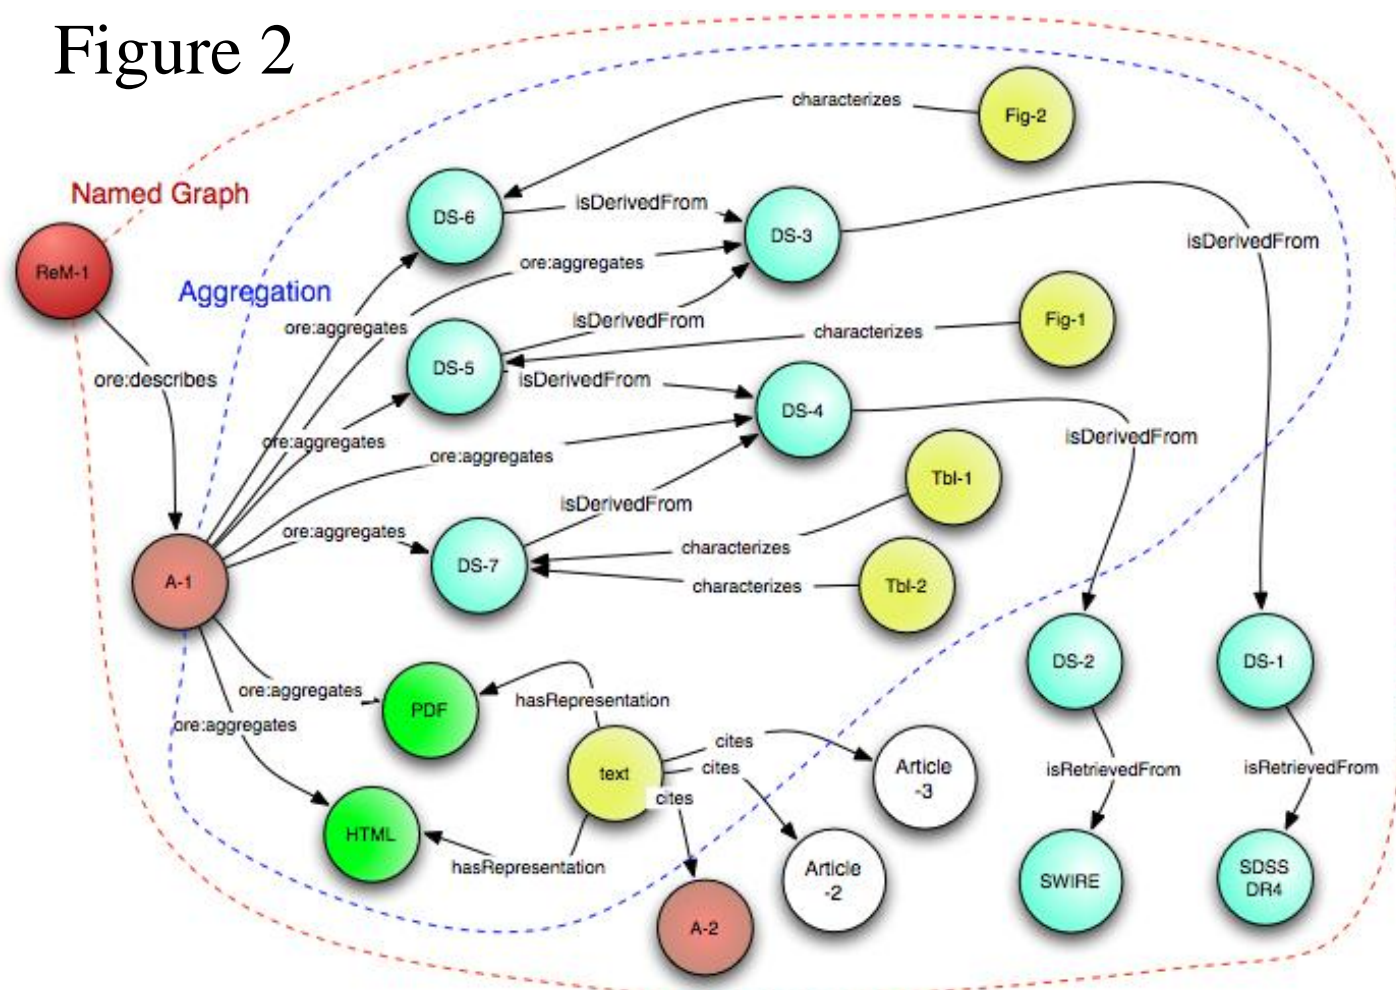 Figure 2
characterizes
Fig-2
Named Graph
DS-6
isDerivedFrom
DS-3
isDerivedFrom
ReM-1
ore:aggregates
Aggregation
ore:aggregates
isDerivedFrom
characterizes
Fig-1
ore:describes
DS-5
isDerivedFrom
DS-4
ore:aggregates
ore:aggregates
isDerivedFrom
Tbl-1
isDerivedFrom
ore:aggregates
characterizes
A-1
DS-7
characterizes
Tbl-2
DS-2
DS-1
ore:aggregates
hasRepresentation
PDF
ore:aggregates
cites
cites
text
cites
Article
-3
isRetrievedFrom
isRetrievedFrom
HTML
hasRepresentation
Article
-2
SWIRE
SDSS
DR4
A-2